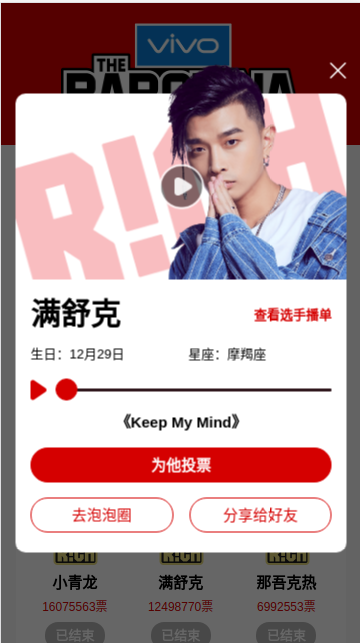 vivo
THE
R!CH
满舒克
查看选手播单
生日：12月29日
星座：摩羯座
《Keep My Mind》
为他投票
去泡泡圈
分享给好友
R!CH
R!CH
R!CH
小青龙
满舒克
那吾克热
16075563票
12498770票
6992553票
已结束
已结束
已结束